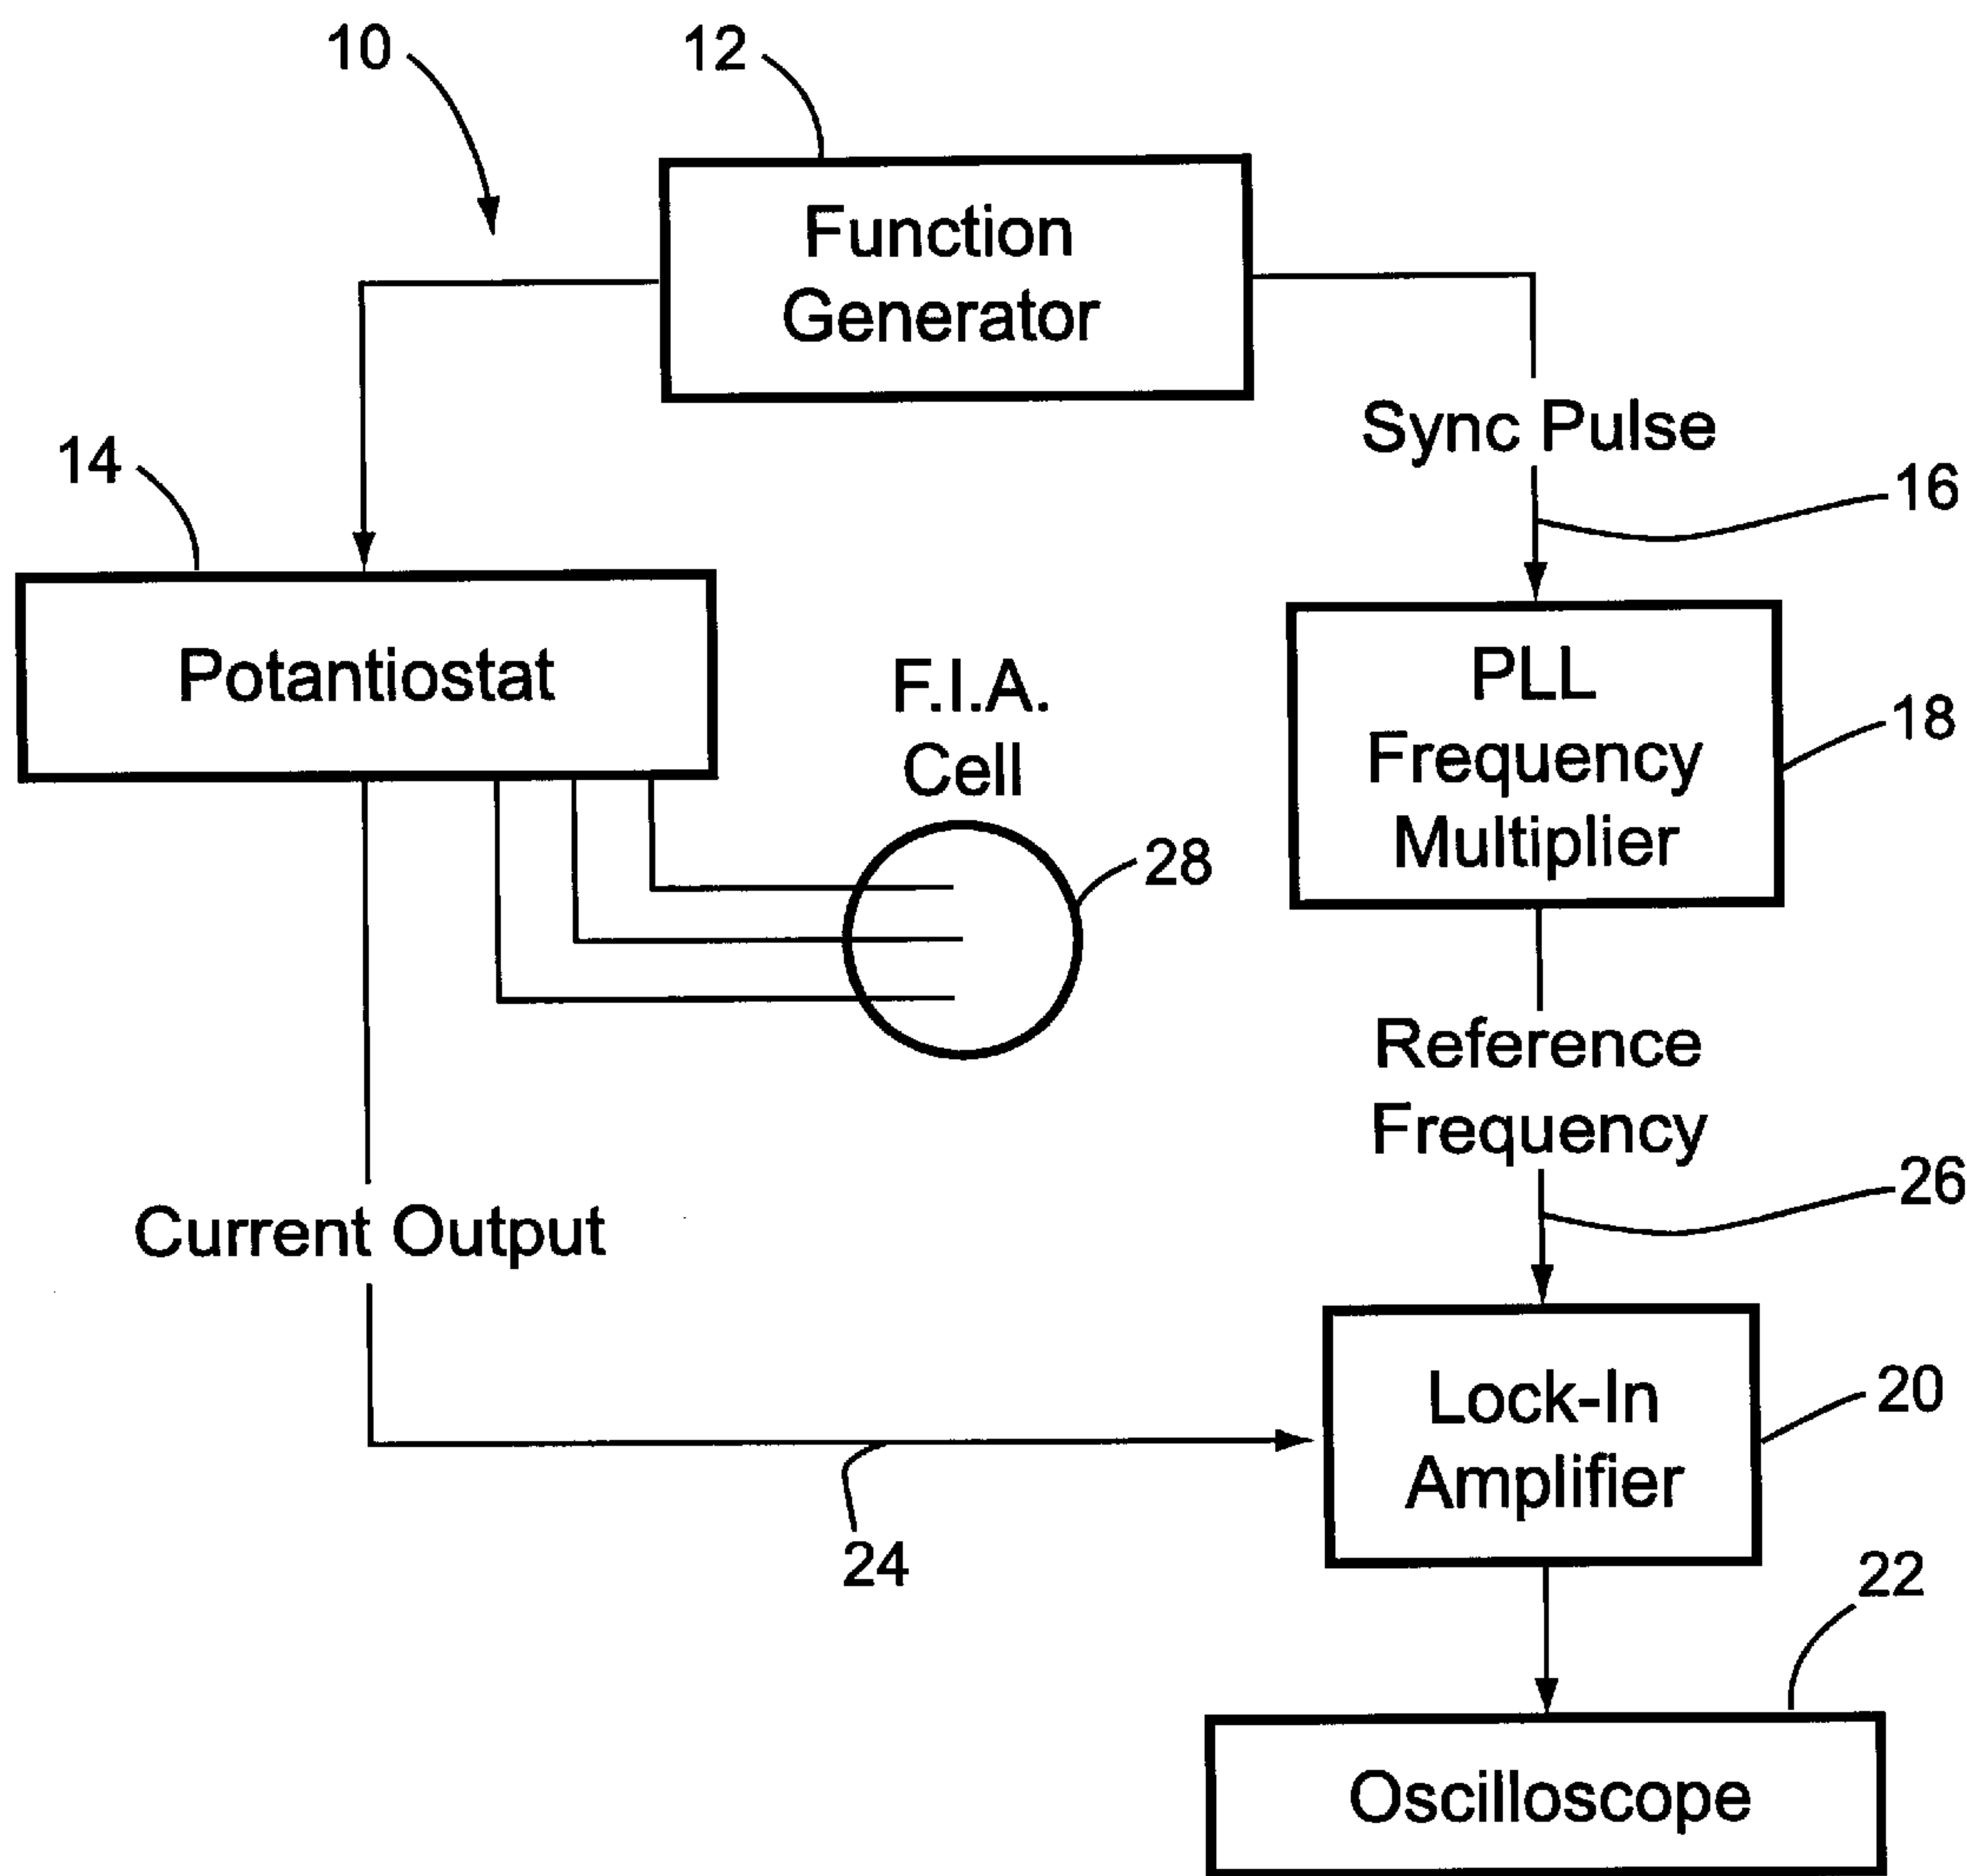 10
12
Function
Generator
Sync Pulse
16
14
Potantiostat
F.I.A.
Cell
28
PLL
Frequency
Multiplier
18
Reference
Frequency
26
Current Output
24
Lock-In
Amplifier
20
22
Oscilloscope